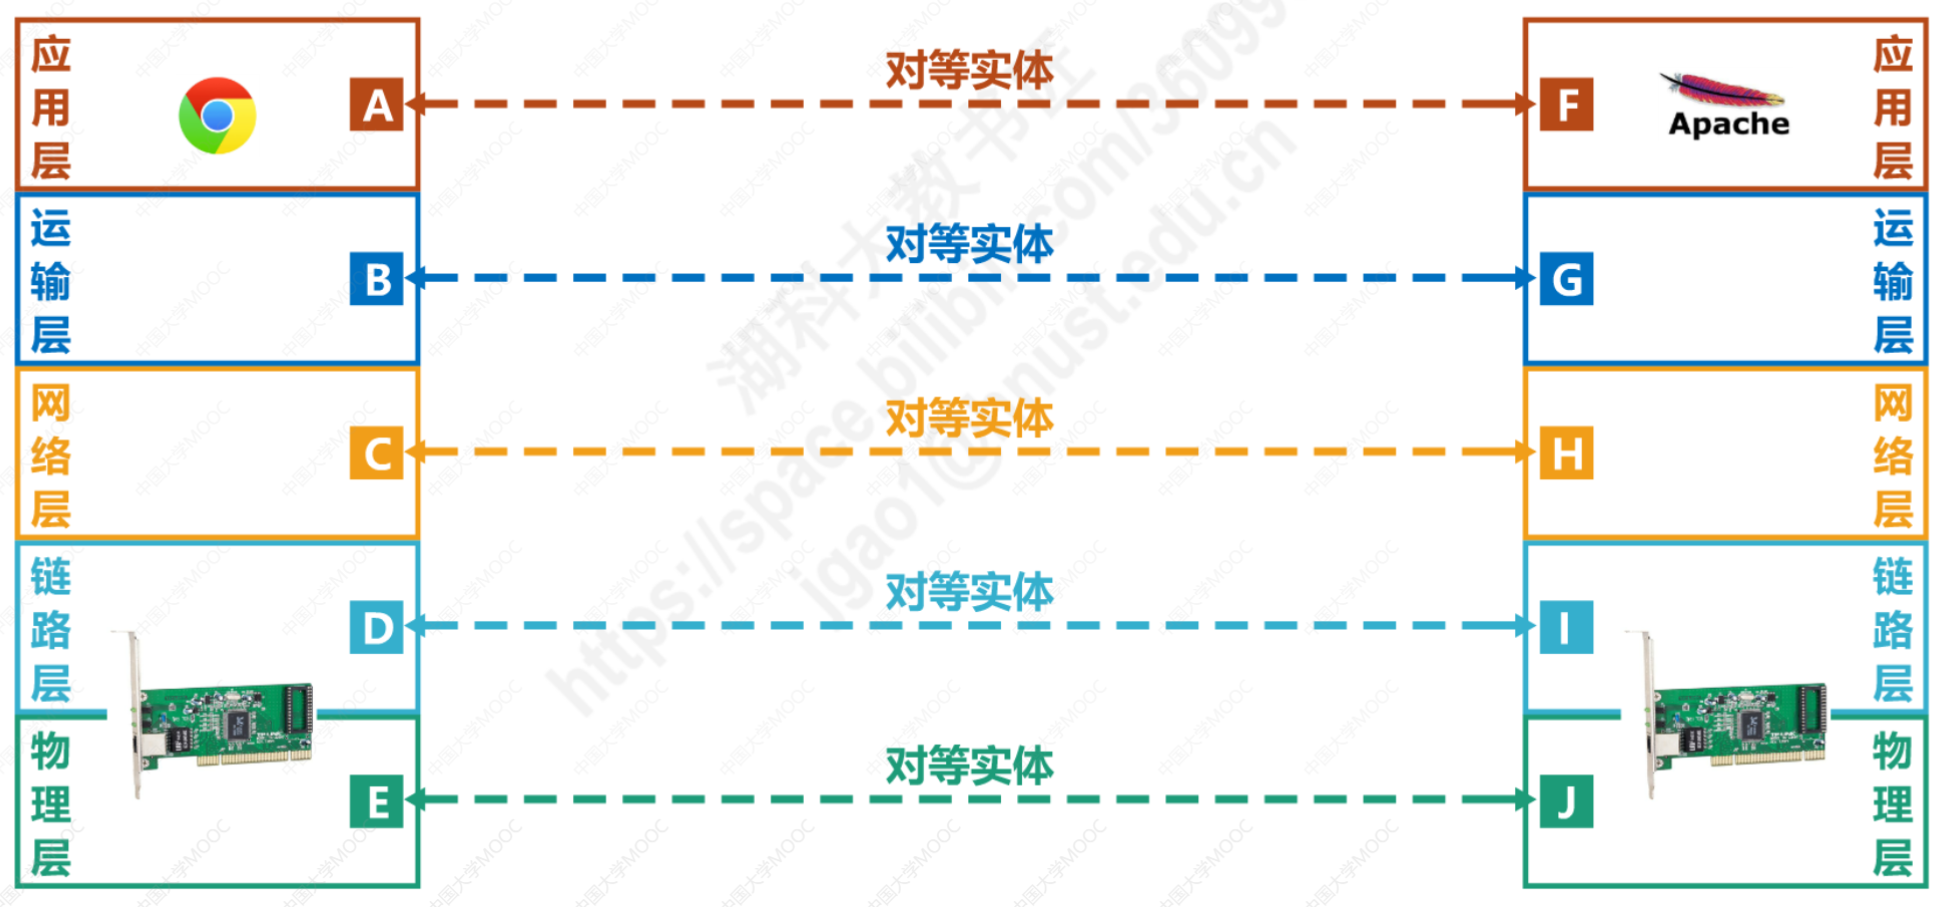 应用层
A
对等实体
F
Apache
应用层
运输层
B
对等实体
G
运输层
网络层
C
对等实体
H
网络层
链路层
D
对等实体
I
链路层
物理层
E
对等实体
J
物理层
湖科大教书匠
https://space.bilibili.com/36099
jgao1@hnust.edu.cn
中国大学MOOC